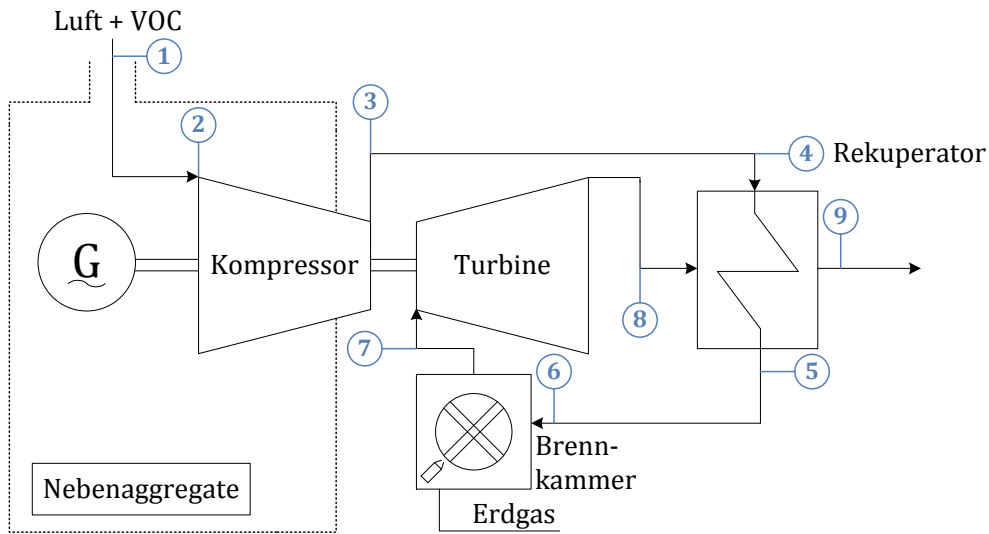 Luft + VOC
1
2
3
4
Rekuperator
9
G
Kompressor
Turbine
8
7
6
5
Brenn-
kammer
Nebenaggregate
Erdgas